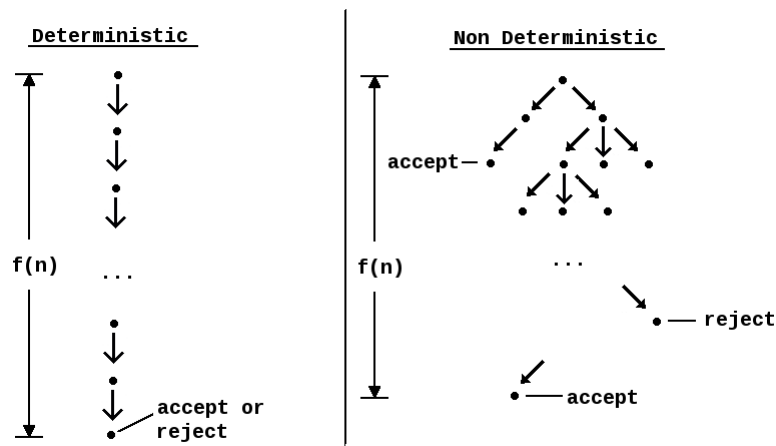 Deterministic
f(n)
...
accept or
reject
Non Deterministic
accept
f(n)
...
reject
accept